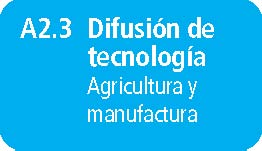 A2.3 Difusión de
tecnología
Agricultura y
manufactura